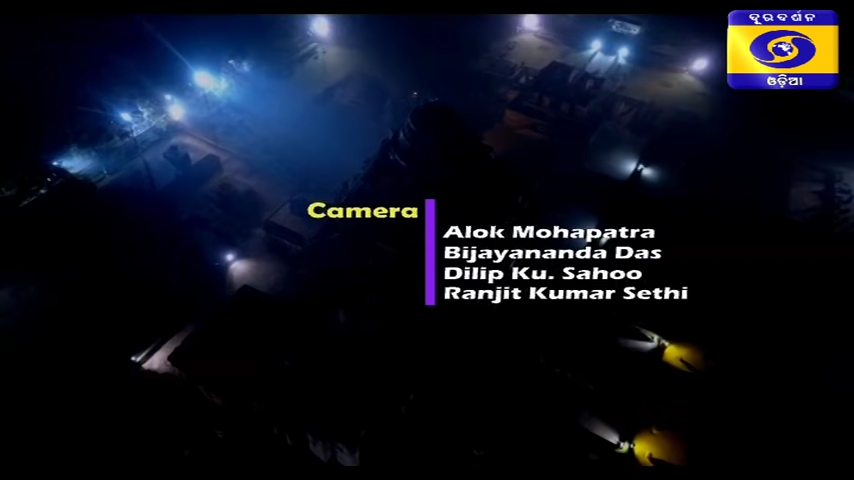 ଦୂରଦର୍ଶନ
ଓଡ଼ିଆ
Camera
Alok Mohapatra
Bijayananda Das
Dilip Ku. Sahoo
Ranjit Kumar Sethi